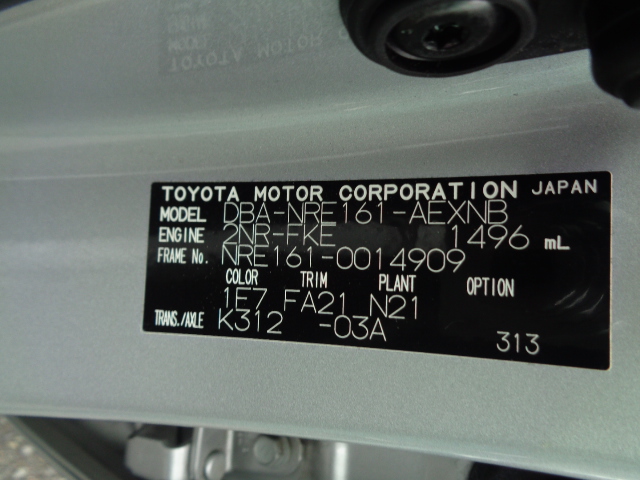 TOYOTA MOTOR CORPORATION JAPAN
MODEL DBA-NRE161-AEXNB
ENGINE 2NR-FKE 1496 mL
FRAME No. NRE161-0014909
COLOR TRIM PLANT OPTION
1F7 FA21 N21
TRANS./AXLE K312 -03A
313